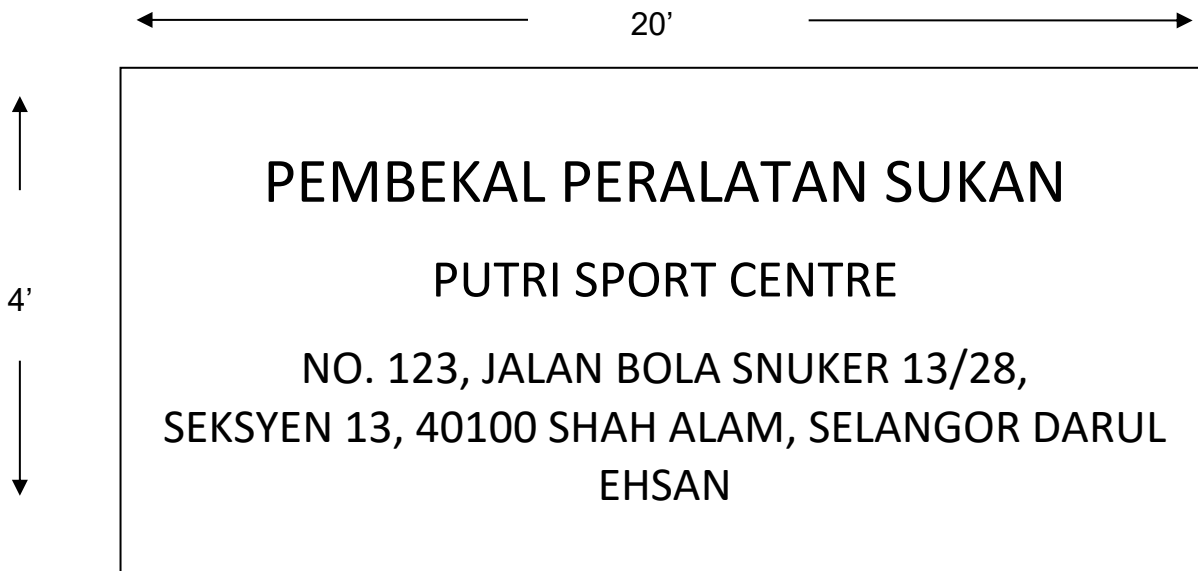 20’
4’
PEMBEKAL PERALATAN SUKAN
PUTRI SPORT CENTRE
NO. 123, JALAN BOLA SNUKER 13/28,
SEKSYEN 13, 40100 SHAH ALAM, SELANGOR DARUL
EHSAN